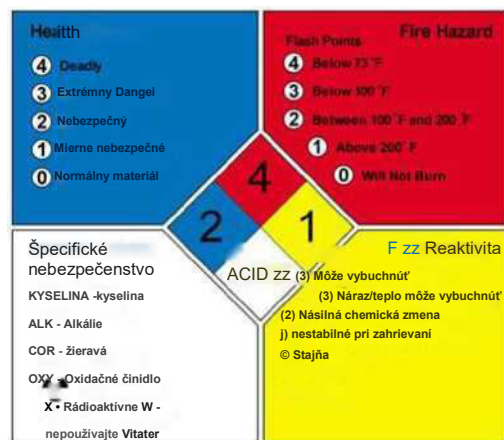 Heaitth
4 Deadly
3 Extrémny Dangei
2 Nebezpečný
1 Mierne nebezpečné
0 Normálny materiál
Fire Hazard
Flash Points
4 Below 73 °F
3 Below 100 °F
2 Between 100 °F and 200 °F
1 Above 200 °F
0 Will Not Burn
4
2
1
ACID zz
Špecifické
nebezpečenstvo
KYSELINA -kyselina
ALK - Alkálie
COR - žieravá
OXY - Oxidačné činidlo
X • Rádioaktívne W -
nepoužívajte Vitater
F zz Reaktivita
(3) Môže vybuchnúť
(3) Náraz/teplo môže vybuchnúť
(2) Násilná chemická zmena
j) nestabilné pri zahrievaní
© Stajňa